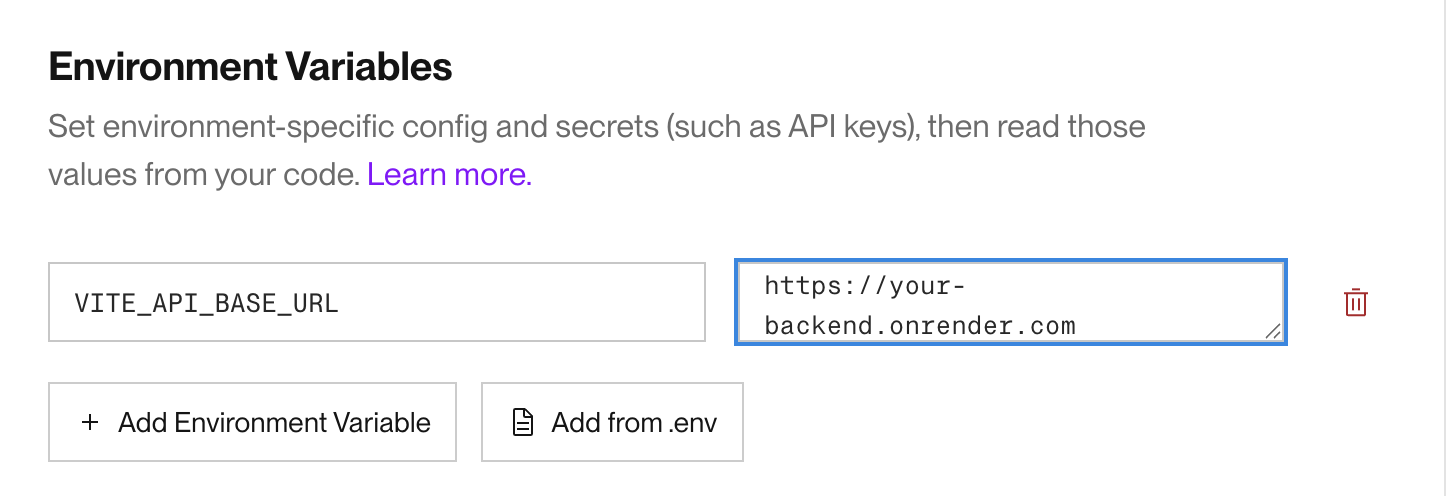 Environment Variables
Set environment-specific config and secrets (such as API keys), then read those
values from your code. Learn more.
VITE_API_BASE_URL
https://your-
backend.onrender.com
+ Add Environment Variable
Add from .env